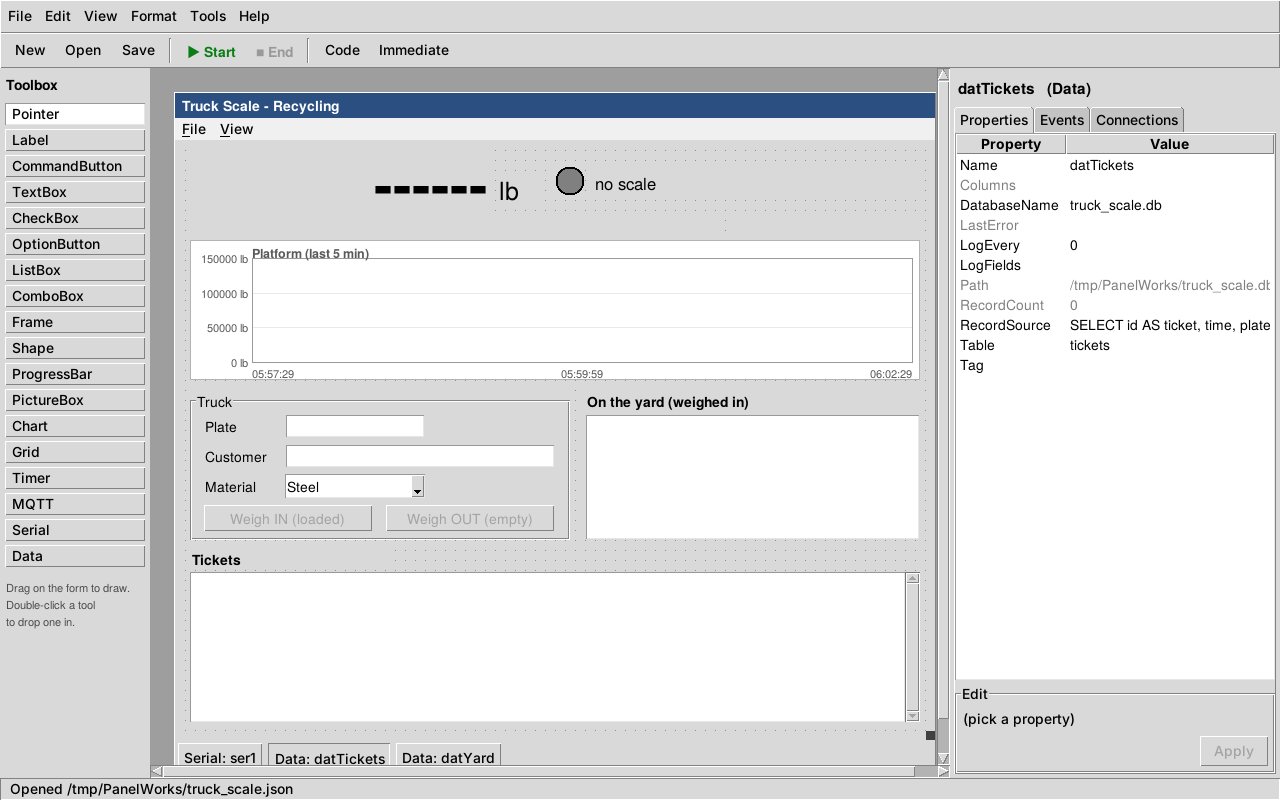 File Edit View Format Tools Help
New Open Save ▶ Start ■ End Code Immediate
Toolbox
Pointer
Label
CommandButton
TextBox
CheckBox
OptionButton
ListBox
ComboBox
Frame
Shape
ProgressBar
PictureBox
Chart
Grid
Timer
MQTT
Serial
Data
Drag on the form to draw.
Double-click a tool
to drop one in.
Truck Scale - Recycling
File View
------ lb
no scale
Platform (last 5 min)
150000 lb
100000 lb
50000 lb
0 lb
05:57:29 05:59:59 06:02:29
Truck
Plate
Customer
Material Steel
Weigh IN (loaded) Weigh OUT (empty)
On the yard (weighed in)
Tickets
Serial: ser1 Data: datTickets Data: datYard
datTickets (Data)
Properties Events Connections
Property Value
Name datTickets
Columns
DatabaseName truck_scale.db
LastError
LogEvery 0
LogFields
Path /tmp/PanelWorks/truck_scale.db
RecordCount 0
RecordSource SELECT id AS ticket, time, plate
Table tickets
Tag
Edit
(pick a property)
Apply
Opened /tmp/PanelWorks/truck_scale.json